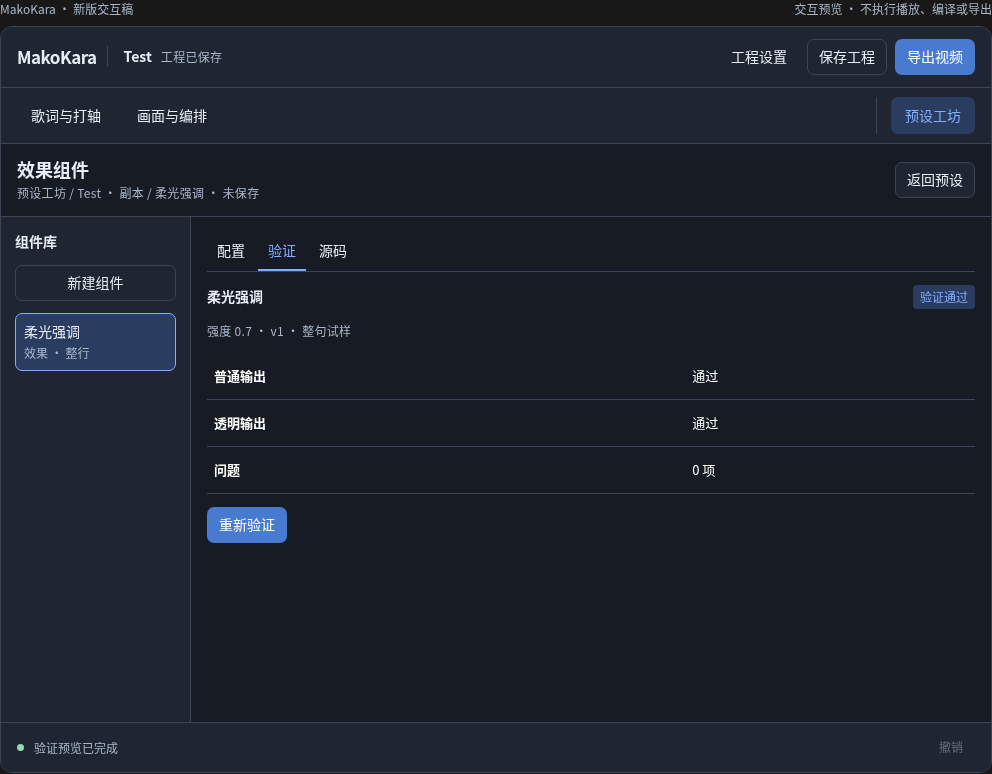 MakoKara • 新版交互稿
交互预览 • 不执行播放、编译或导出
MakoKara Test 工程已保存 工程设置 保存工程 导出视频
歌词与打轴 画面与编排 预设工坊
效果组件
预设工坊 / Test • 副本 / 柔光强调 • 未保存
返回预设
组件库
新建组件
柔光强调
效果 • 整行
配置 验证 源码
柔光强调 验证通过
强度 0.7 • v1 • 整句试样
普通输出 通过
透明输出 通过
问题 0 项
重新验证
验证预览已完成 撤销